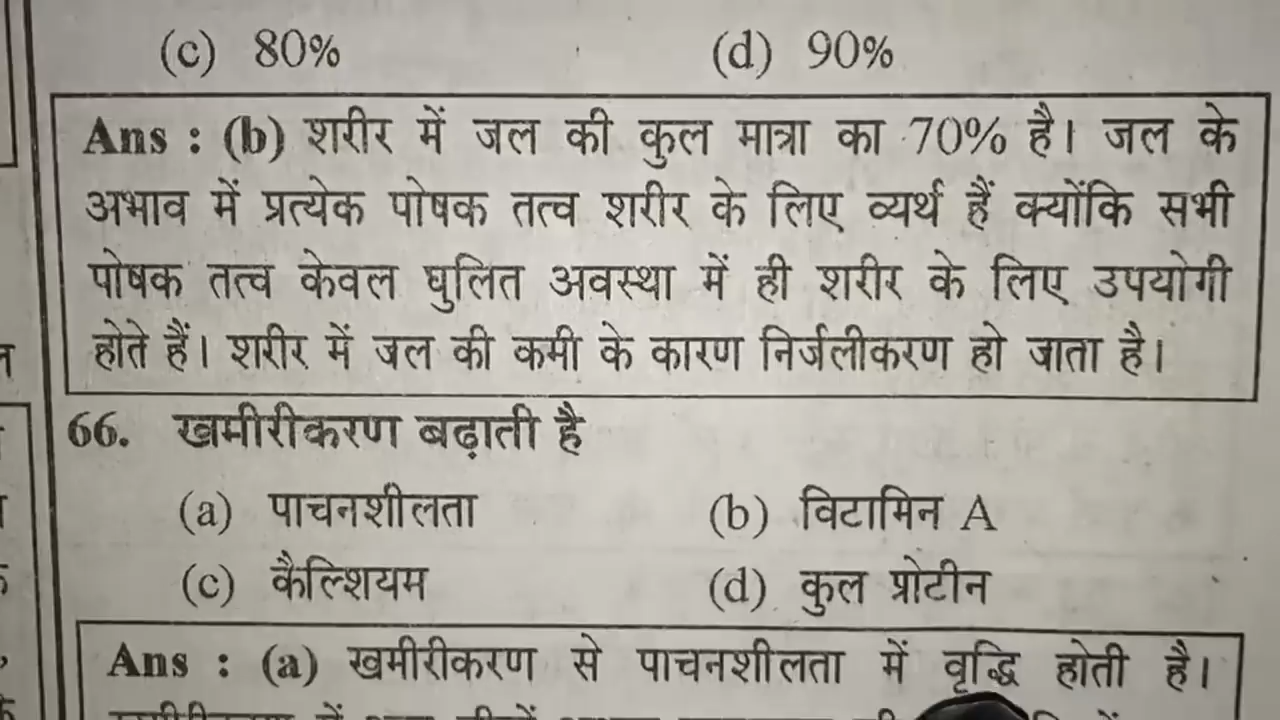 (c) 80% (d) 90%
Ans : (b) शरीर में जल की कुल मात्रा का 70% है। जल के
अभाव में प्रत्येक पोषक तत्व शरीर के लिए व्यर्थ हैं क्योंकि सभी
पोषक तत्व केवल घुलित अवस्था में ही शरीर के लिए उपयोगी
होते हैं। शरीर में जल की कमी के कारण निर्जलीकरण हो जाता है।
66. खमीरीकरण बढ़ाती है
(a) पाचनशीलता (b) विटामिन A
(c) कैल्शियम (d) कुल प्रोटीन
Ans : (a) खमीरीकरण से पाचनशीलता में वृद्धि होती है।